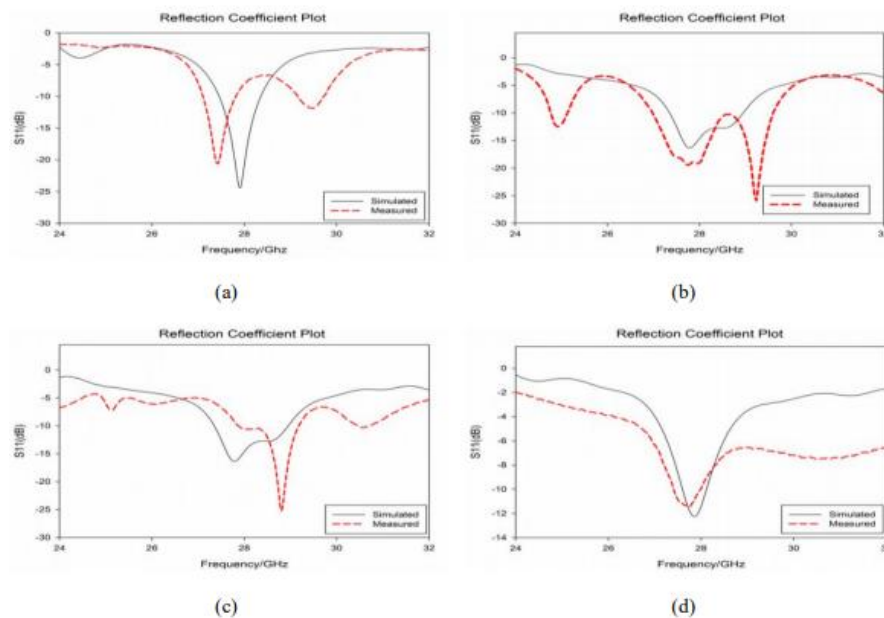 Reflection Coefficient Plot
0
-5
-10
-15
-20
-25
-30
S11(dB)
Simulated
Measured
24 26 28 30 32
Frequency/Ghz
(a)
Reflection Coefficient Plot
0
-5
-10
-15
-20
-25
-30
S11(dB)
Simulated
Measured
24 26 28 30 32
Frequency/GHz
(b)
Reflection Coefficient Plot
0
-5
-10
-15
-20
-25
-30
S11(dB)
Simulated
Measured
24 26 28 30 32
Frequency/GHz
(c)
Reflection Coefficient Plot
0
-2
-4
-6
-8
-10
-12
-14
S11(dB)
Simulated
Measured
24 26 28 30
Frequency/GHz
(d)